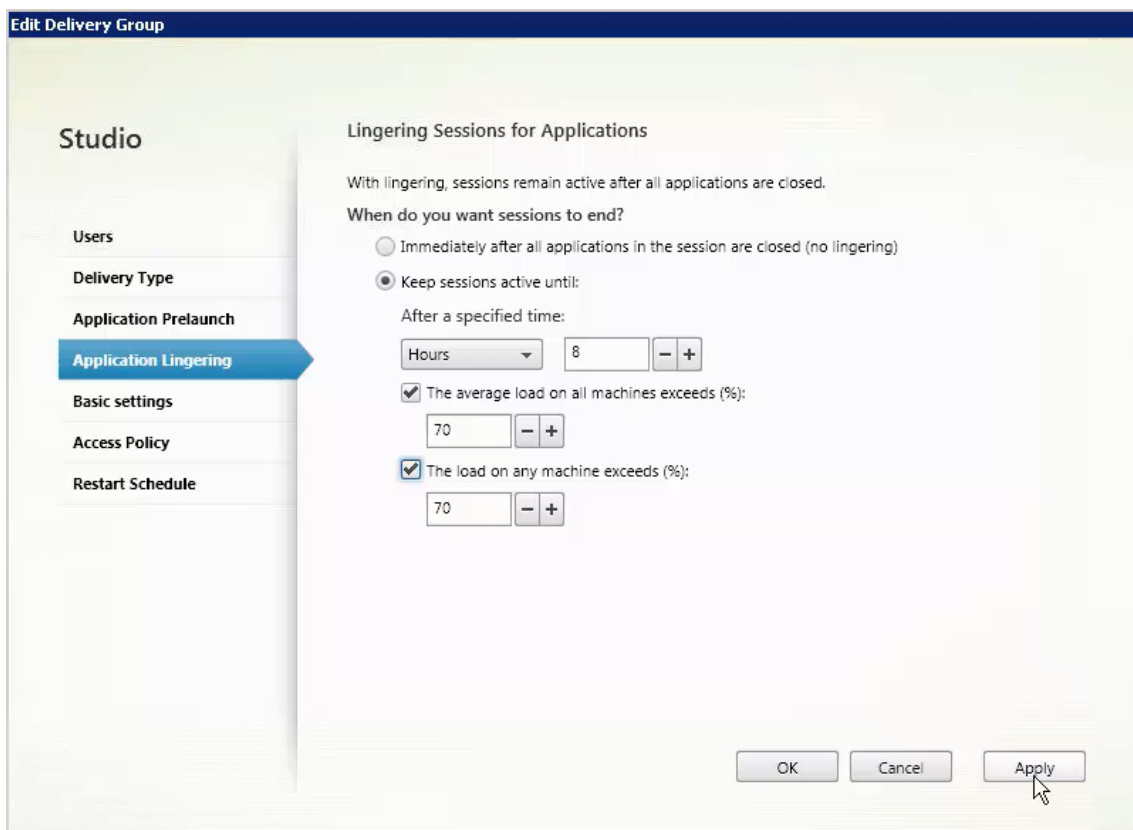 Edit Delivery Group
Studio
Users
Delivery Type
Application Prelaunch
Application Lingering
Basic settings
Access Policy
Restart Schedule
Lingering Sessions for Applications
With lingering, sessions remain active after all applications are closed.
When do you want sessions to end?
Immediately after all applications in the session are closed (no lingering)
Keep sessions active until:
After a specified time:
Hours 8 − +
The average load on all machines exceeds (%):
70 − +
The load on any machine exceeds (%):
70 − +
OK Cancel Apply